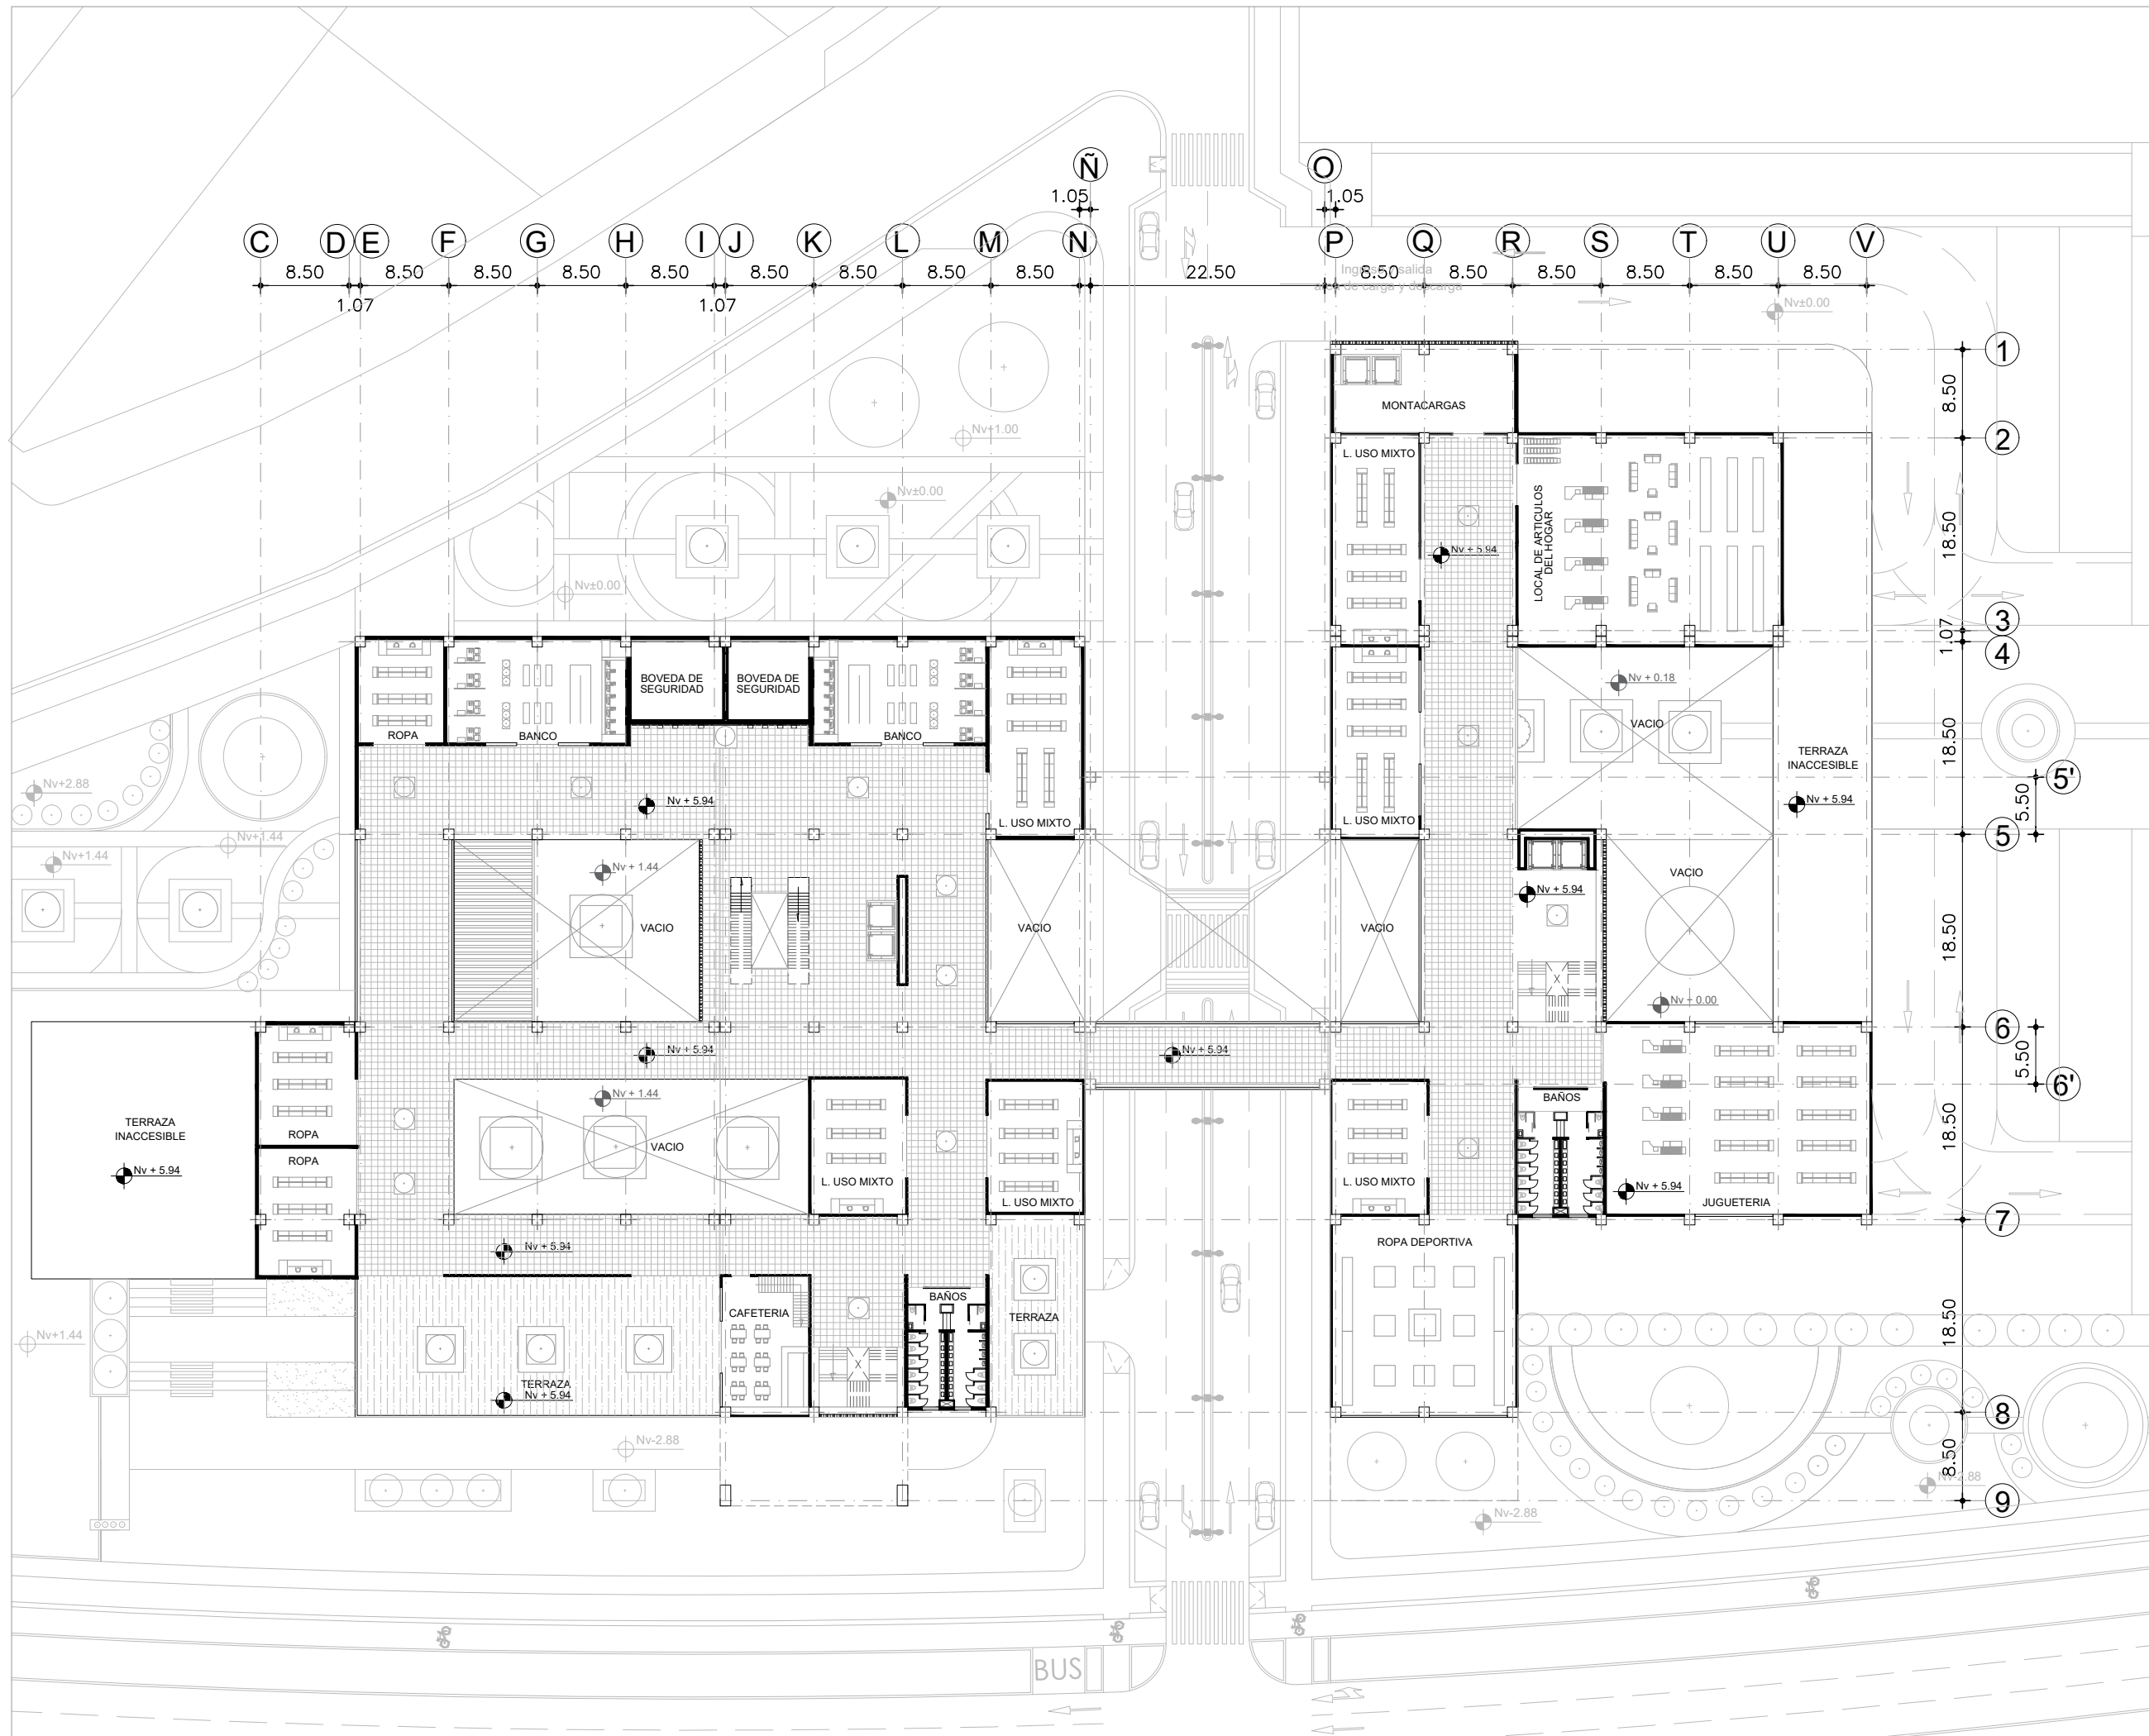 Ñ
O
1.05
1.05
C
D
E
F
G
H
I
J
K
L
M
N
P
Q
R
S
T
U
V
8.50
8.50
8.50
8.50
8.50
8.50
8.50
8.50
8.50
22.50
8.50
8.50
8.50
8.50
8.50
8.50
1.07
1.07
Nv±0.00
1
8.50
MONTACARGAS
2
Nv+1.00
L. USO MIXTO
LOCAL DE ARTICULOS
DEL HOGAR
18.50
Nv±0.00
Nv + 5.94
Nv±0.00
3
1.07
4
BOVEDA DE
SEGURIDAD
BOVEDA DE
SEGURIDAD
Nv + 0.18
VACIO
ROPA
BANCO
BANCO
18.50
TERRAZA
INACCESIBLE
5'
Nv+2.88
Nv + 5.94
Nv + 5.94
5.50
L. USO MIXTO
L. USO MIXTO
5
Nv+1.44
Nv+1.44
Nv + 1.44
VACIO
Nv + 5.94
VACIO
VACIO
VACIO
18.50
Nv ± 0.00
6
Nv + 5.94
Nv + 5.94
5.50
6'
Nv + 1.44
BAÑOS
TERRAZA
INACCESIBLE
ROPA
VACIO
ROPA
18.50
Nv + 5.94
L. USO MIXTO
L. USO MIXTO
L. USO MIXTO
Nv + 5.94
JUGUETERIA
7
Nv + 5.94
ROPA DEPORTIVA
BAÑOS
CAFETERIA
TERRAZA
18.50
Nv+1.44
TERRAZA
Nv + 5.94
8
Nv-2.88
8.50
Nv-2.88
9
Nv-2.88
BUS